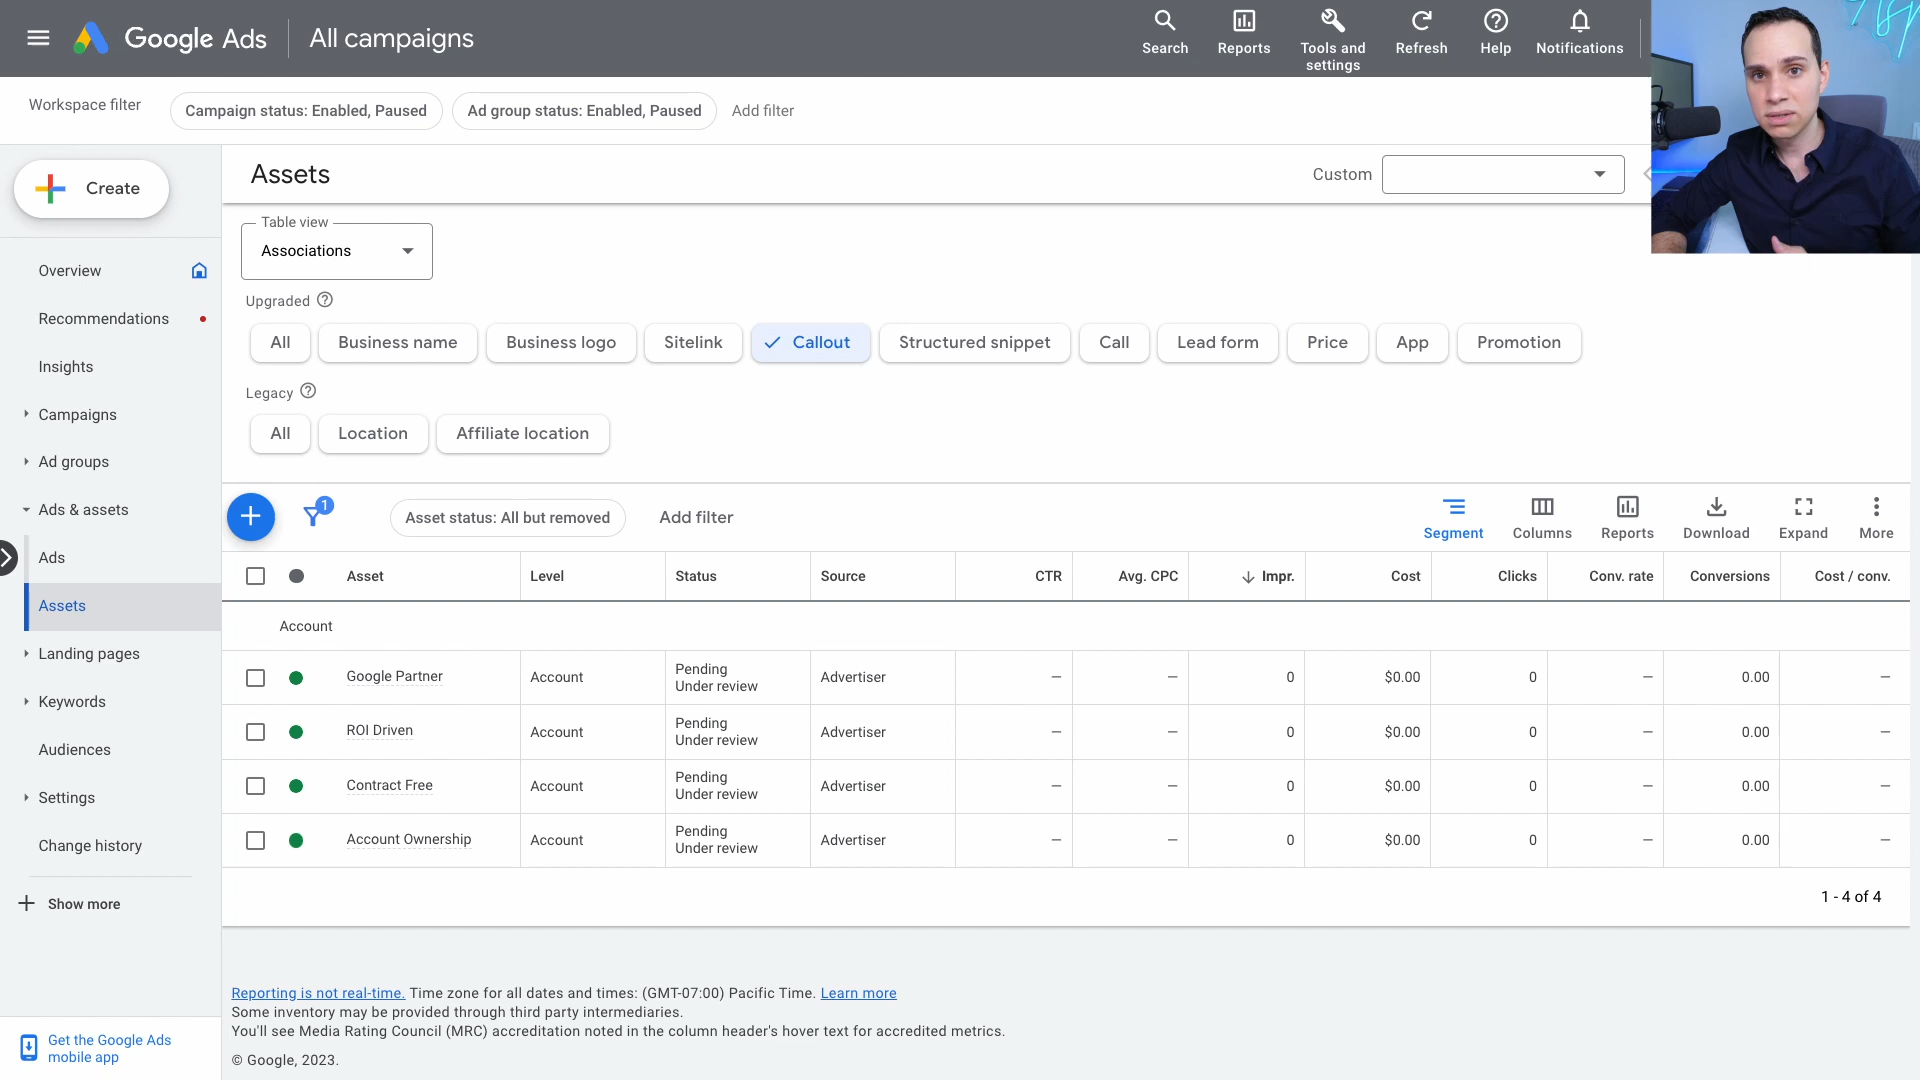 Google Ads
All campaigns
Search
Reports
Tools and
settings
Refresh
Help
Notifications
Workspace filter
Campaign status: Enabled, Paused
Ad group status: Enabled, Paused
Add filter
Create
Overview
Recommendations
Insights
Campaigns
Ad groups
Ads & assets
Ads
Assets
Landing pages
Keywords
Audiences
Settings
Change history
Show more
Get the Google Ads
mobile app
Assets
Custom
Table view
Associations
Upgraded
All
Business name
Business logo
Sitelink
Callout
Structured snippet
Call
Lead form
Price
App
Promotion
Legacy
All
Location
Affiliate location
1
Asset status: All but removed
Add filter
Segment
Columns
Reports
Download
Expand
More
Asset Level Status Source CTR Avg. CPC Impr. Cost Clicks Conv. rate Conversions Cost / conv.
Account
Google Partner Account Pending Under review Advertiser — — 0 $0.00 0 — 0.00 —
ROI Driven Account Pending Under review Advertiser — — 0 $0.00 0 — 0.00 —
Contract Free Account Pending Under review Advertiser — — 0 $0.00 0 — 0.00 —
Account Ownership Account Pending Under review Advertiser — — 0 $0.00 0 — 0.00 —
1 - 4 of 4
Reporting is not real-time. Time zone for all dates and times: (GMT-07:00) Pacific Time. Learn more
Some inventory may be provided through third party intermediaries.
You'll see Media Rating Council (MRC) accreditation noted in the column header's hover text for accredited metrics.
© Google, 2023.